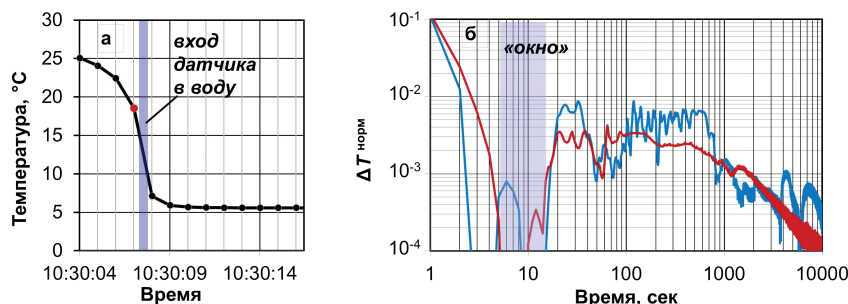 а
вход
датчика
в воду
Температура, °C
30
25
20
15
10
5
0
10:30:04
10:30:09
10:30:14
Время
б
«окно»
ΔT норм
10-1
10-2
10-3
10-4
1
10
100
1000
10000
Время, сек